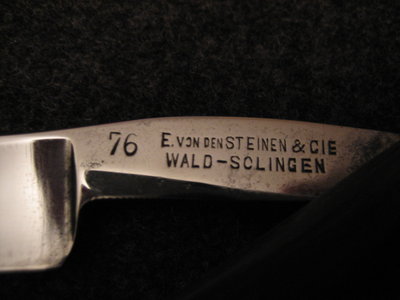 76 E. VON DEN STEINEN & CIE
WALD-SOLINGEN